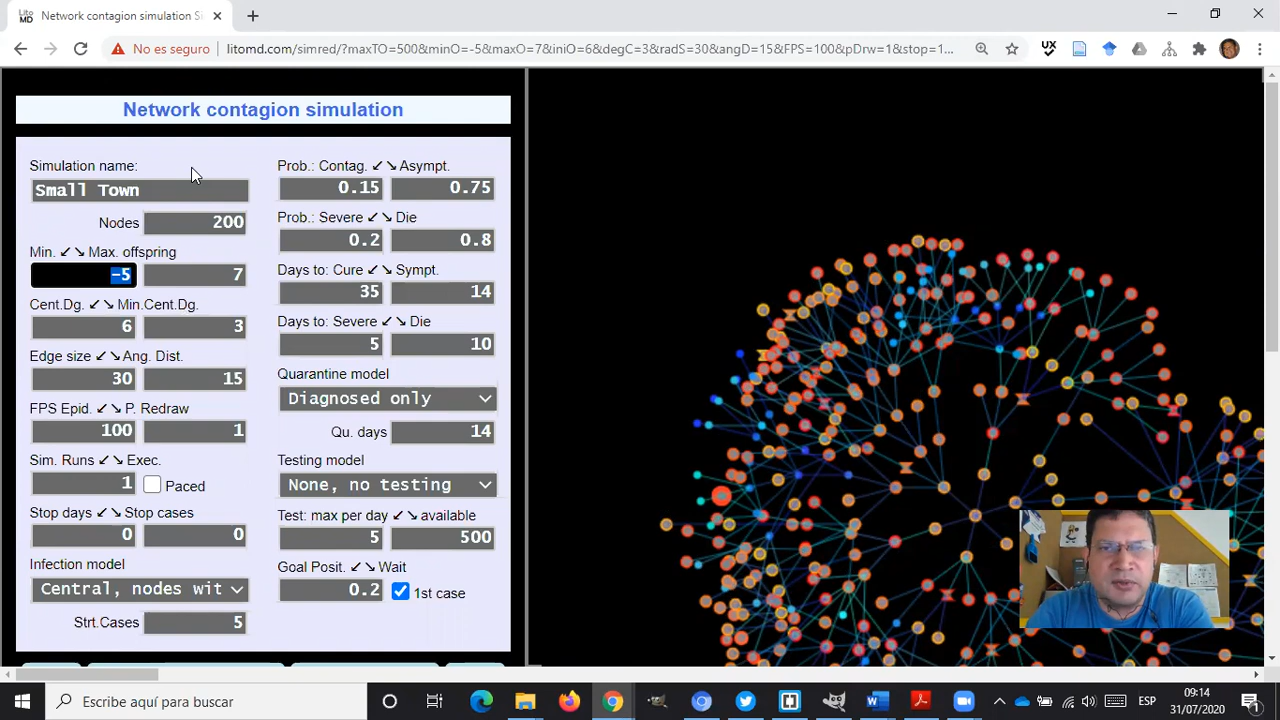 Lito
MD
Network contagion simulation Si
No es seguro
litomd.com/simred/?maxTO=500&minO=-5&maxO=7&iniO=6&degC=3&radS=30&angD=15&FPS=100&pDrw=1&stop=1...
UX
Network contagion simulation
Simulation name:
Small Town
Nodes 200
Min. ↙↘ Max. offspring
-5 7
Cent.Dg. ↙↘ Min.Cent.Dg.
6 3
Edge size ↙↘ Ang. Dist.
30 15
FPS Epid. ↙↘ P. Redraw
100 1
Sim. Runs ↙↘ Exec.
1 Paced
Stop days ↙↘ Stop cases
0 0
Infection model
Central, nodes wit
Strt.Cases 5
Prob.: Contag. ↙↘ Asympt.
0.15 0.75
Prob.: Severe ↙↘ Die
0.2 0.8
Days to: Cure ↙↘ Sympt.
35 14
Days to: Severe ↙↘ Die
5 10
Quarantine model
Diagnosed only
Qu. days 14
Testing model
None, no testing
Test: max per day ↙↘ available
5 500
Goal Posit. ↙↘ Wait
0.2 1st case
Escribe aquí para buscar
ESP
09:14
31/07/2020
1